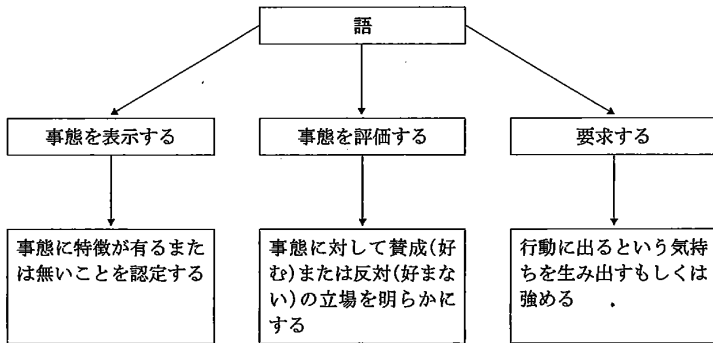 語
事態を表示する
事態を評価する
要求する
事態に特徴が有るまた
は無いことを認定する
事態に対して賛成(好
む)または反対(好まな
い)の立場を明らかに
する
行動に出るという気持
ちを生み出すもしくは
強める